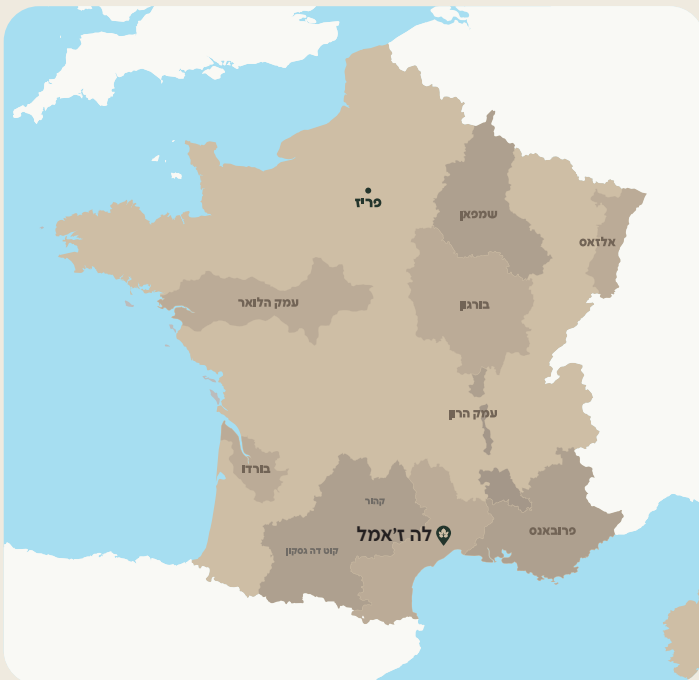 פריז
שמפאן
אלזאס
עמק הלואר
בורגון
עמק הרון
בורדו
קהור
לה ז'אמל
פרובאנס
קוט דה גסקון